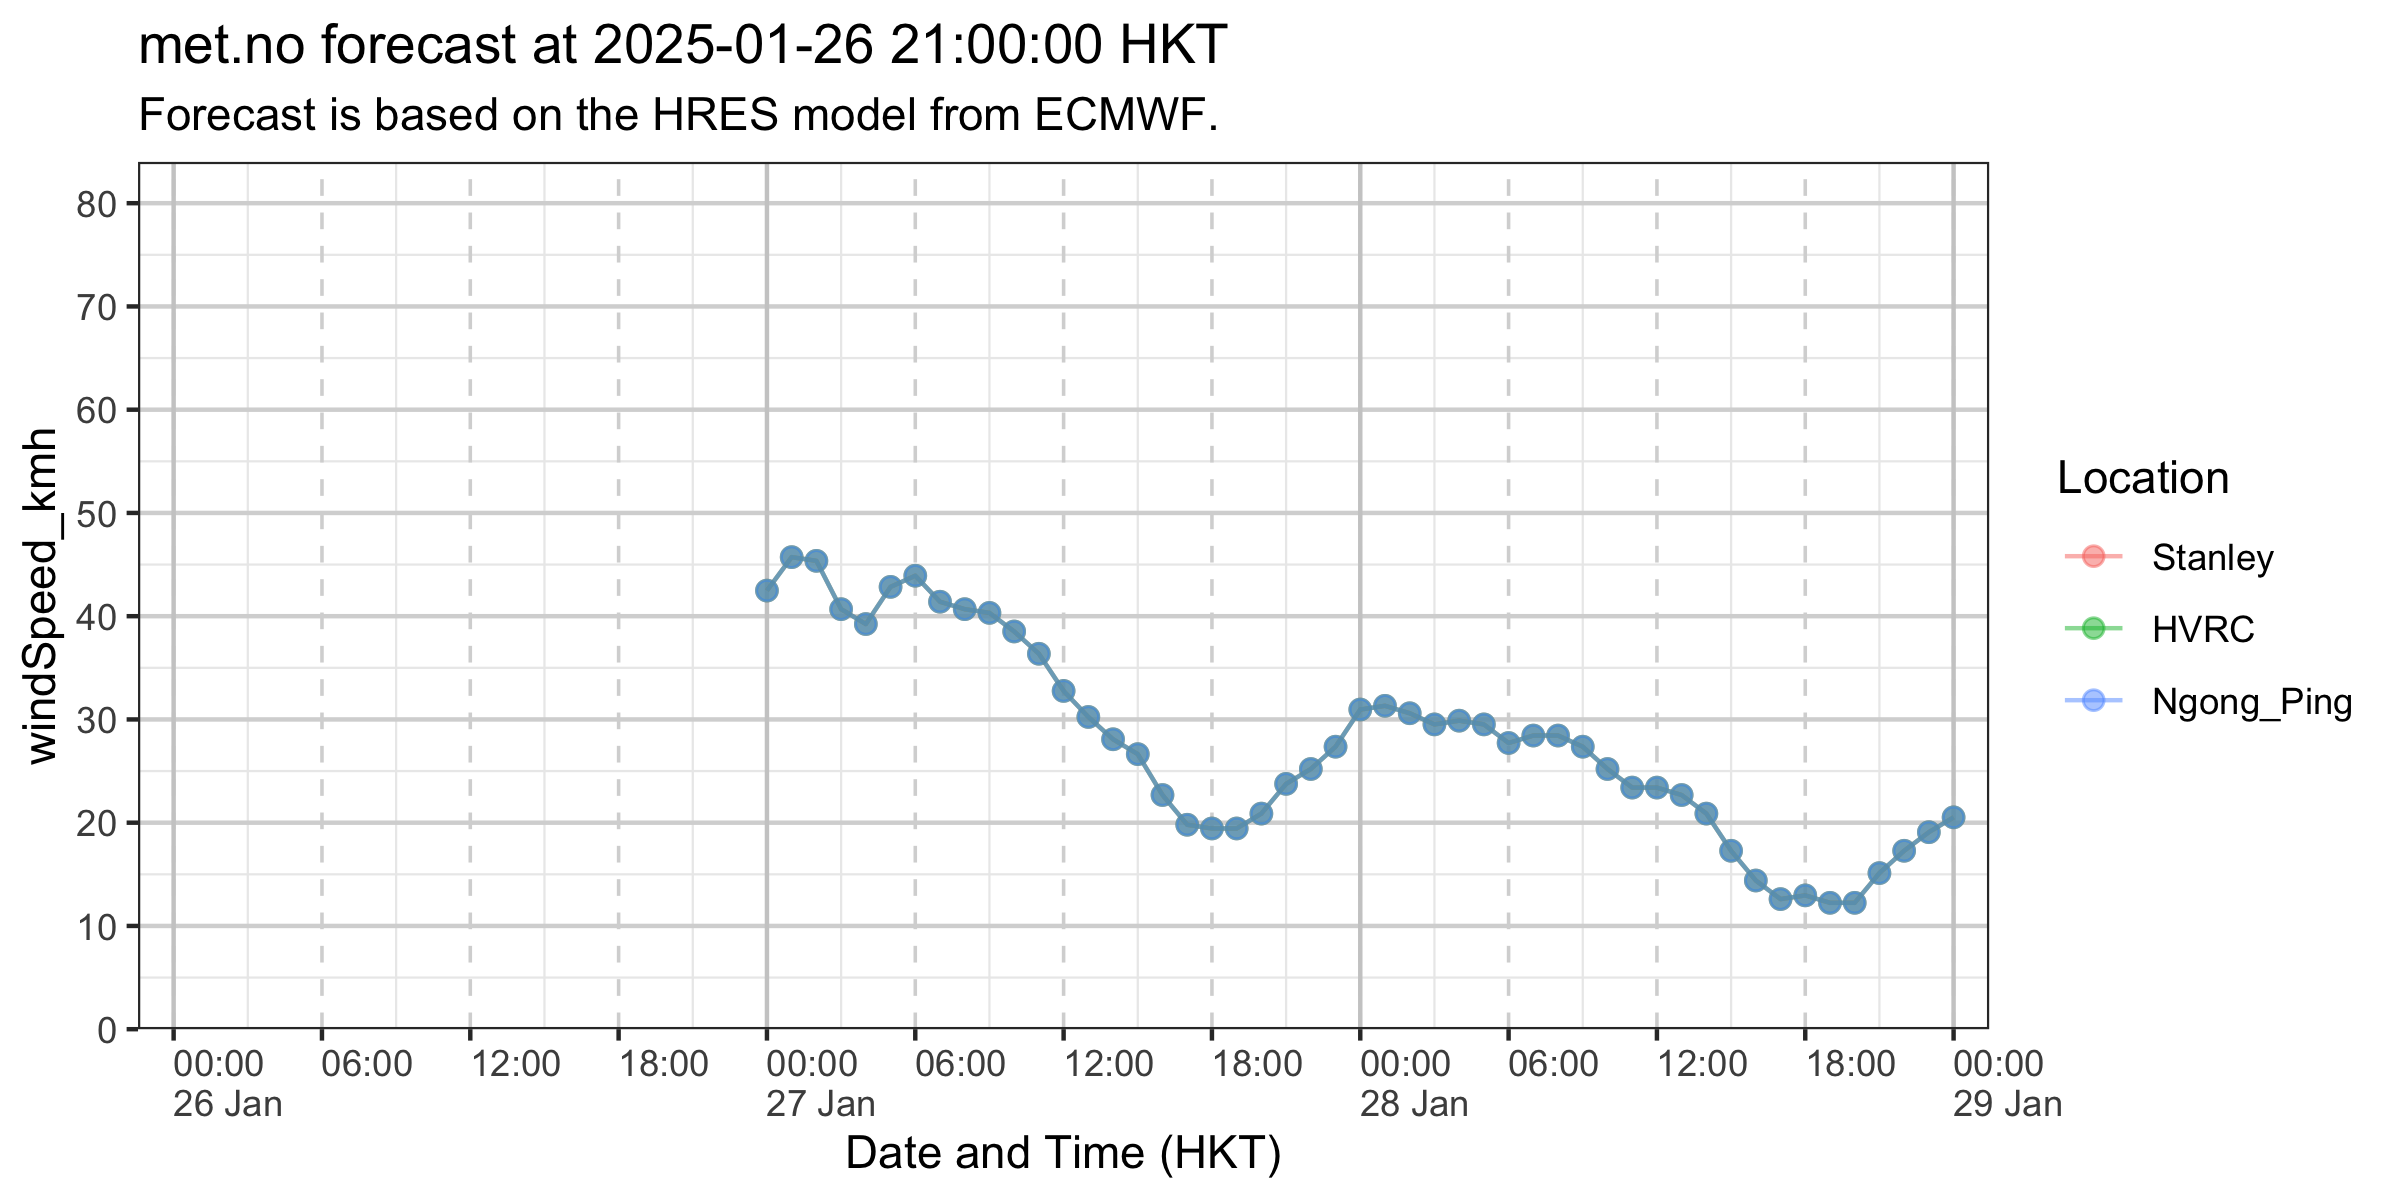 met.no forecast at 2025-01-26 21:00:00 HKT
Forecast is based on the HRES model from ECMWF.
windSpeed_kmh
80
70
60
50
40
30
20
10
0
00:00 06:00 12:00 18:00 00:00 06:00 12:00 18:00 00:00 06:00 12:00 18:00 00:00
26 Jan 27 Jan 28 Jan 29 Jan
Date and Time (HKT)
Location
Stanley
HVRC
Ngong_Ping